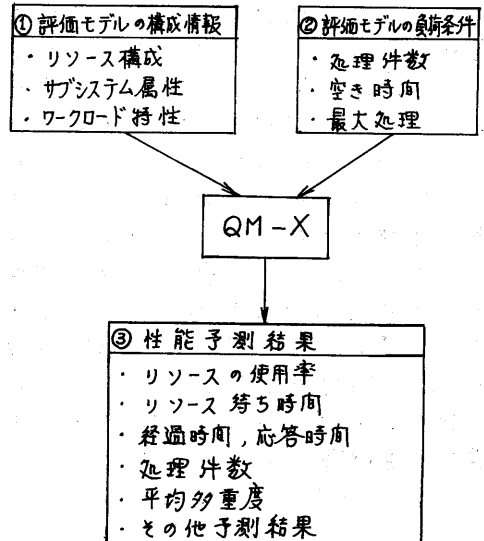 ① 評価モデルの構成情報
・ リソース構成
・ サブシステム属性
・ ワークロード特性
② 評価モデルの負荷条件
・ 処理件数
・ 空き時間
・ 最大処理
QM-X
③ 性能予測結果
・ リソースの使用率
・ リソース待ち時間
・ 経過時間，応答時間
・ 処理件数
・ 平均多重度
・ その他予測結果